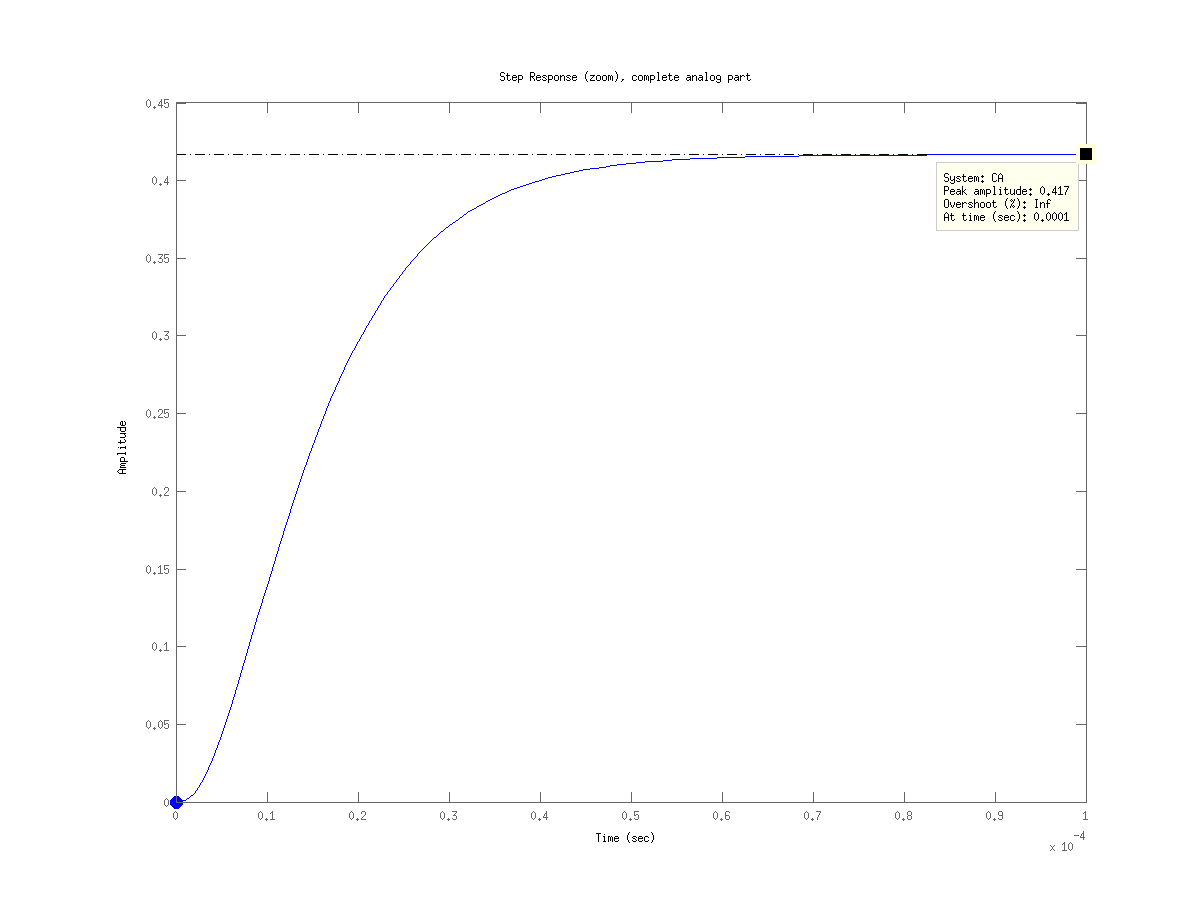 Step Response (zoom), complete analog part
0.45
0.4
0.35
0.3
0.25
0.2
0.15
0.1
0.05
0
Amplitude
System: CA
Peak amplitude: 0.417
Overshoot (%): Inf
At time (sec): 0.0001
0 0.1 0.2 0.3 0.4 0.5 0.6 0.7 0.8 0.9 1
Time (sec)
x 10^-4